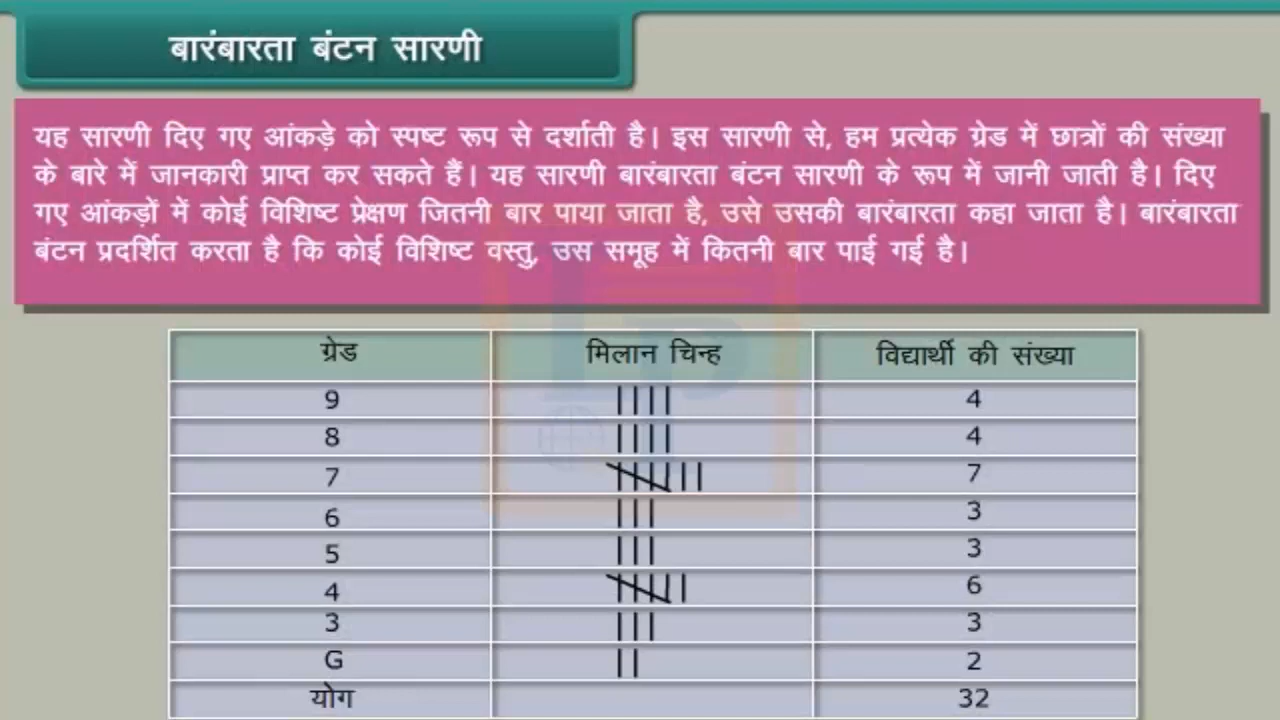 बारंबारता बंटन सारणी
यह सारणी दिए गए आंकड़े को स्पष्ट रूप से दर्शाती है। इस सारणी से, हम प्रत्येक ग्रेड में छात्रों की संख्या
के बारे में जानकारी प्राप्त कर सकते हैं। यह सारणी बारंबारता बंटन सारणी के रूप में जानी जाती है। दिए
गए आंकड़ों में कोई विशिष्ट प्रेक्षण जितनी बार पाया जाता है, उसे उसकी बारंबारता कहा जाता है। बारंबारता
बंटन प्रदर्शित करता है कि कोई विशिष्ट वस्तु, उस समूह में कितनी बार पाई गई है।
ग्रेड मिलान चिन्ह विद्यार्थी की संख्या
9 |||| 4
8 |||| 4
7 7
6 ||| 3
5 ||| 3
4 6
3 ||| 3
G || 2
योग 32